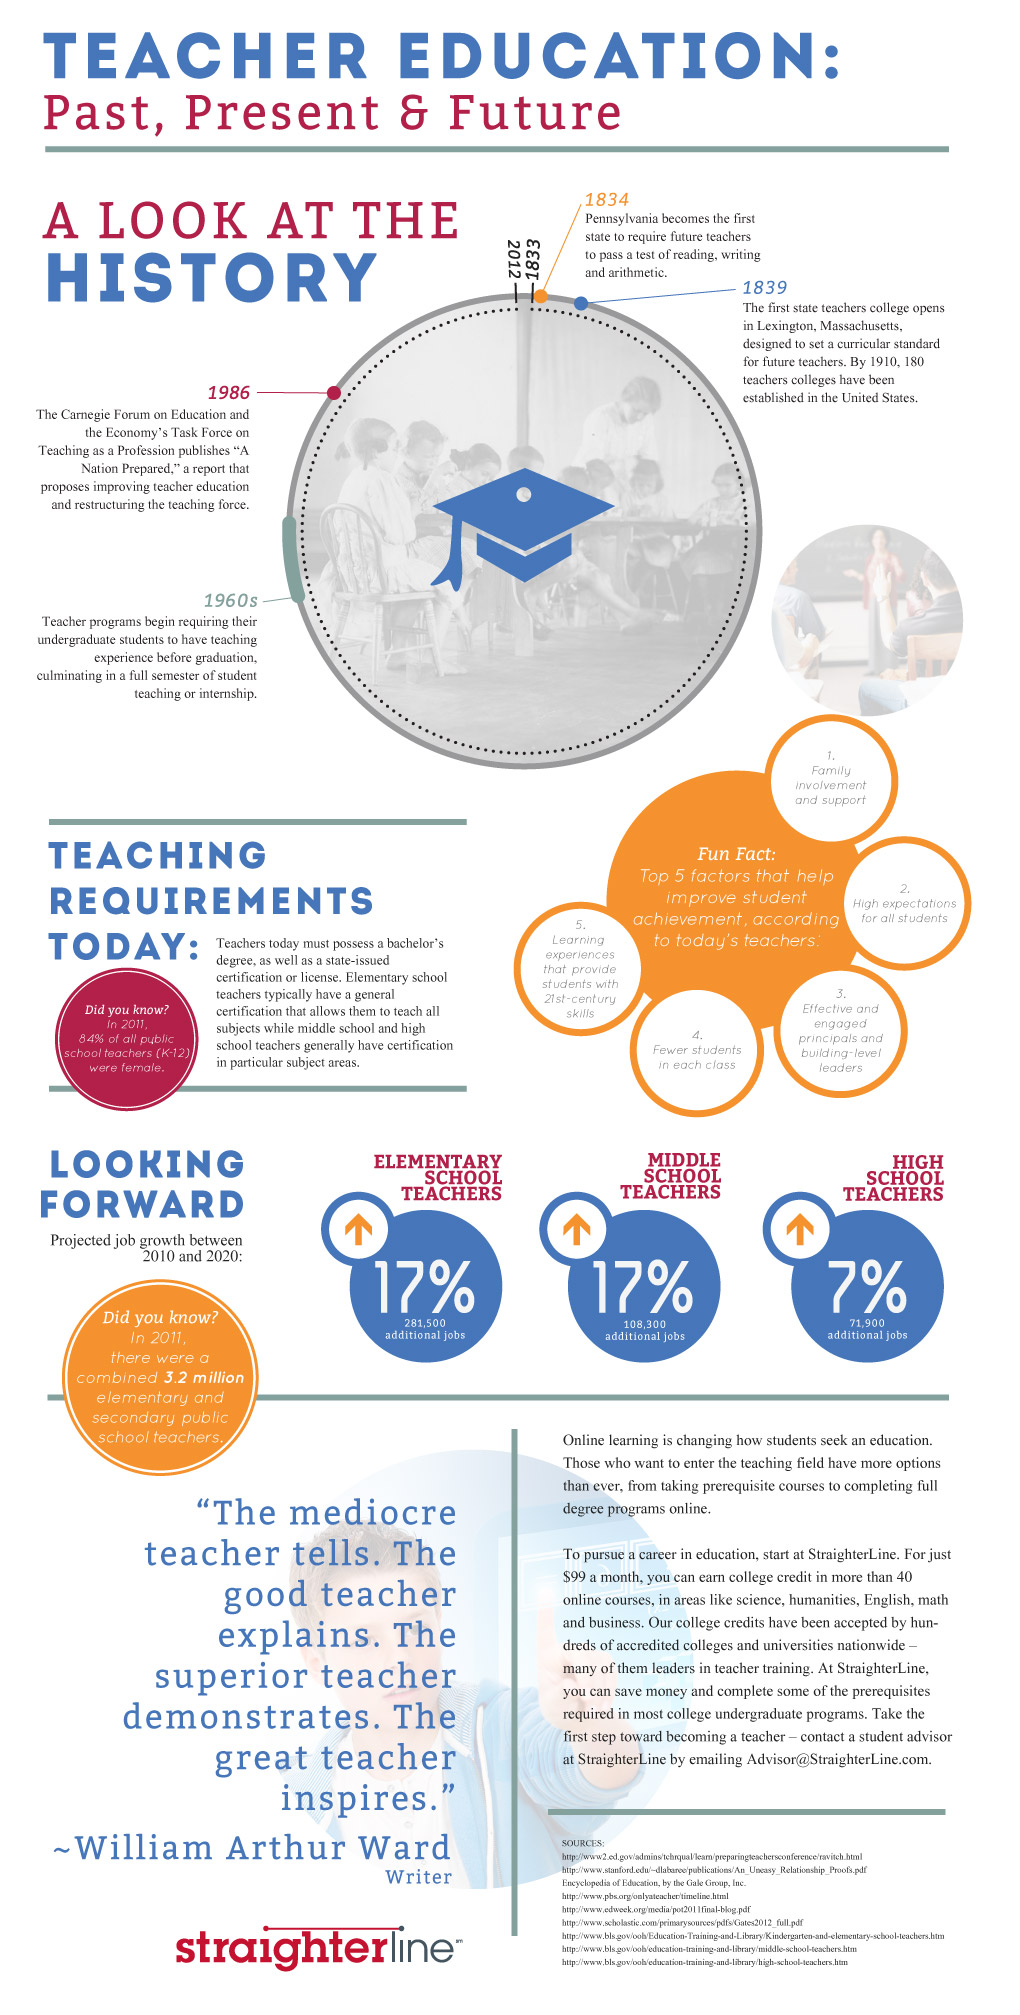 TEACHER EDUCATION:
Past, Present & Future
A LOOK AT THE
HISTORY
2012
1833
1834
Pennsylvania becomes the first
state to require future teachers
to pass a test of reading, writing
and arithmetic.
1839
The first state teachers college opens
in Lexington, Massachusetts,
designed to set a curricular standard
for future teachers. By 1910, 180
teachers colleges have been
established in the United States.
1986
The Carnegie Forum on Education and
the Economy's Task Force on
Teaching as a Profession publishes “A
Nation Prepared,” a report that
proposes improving teacher education
and restructuring the teaching force.
1960s
Teacher programs begin requiring their
undergraduate students to have teaching
experience before graduation,
culminating in a full semester of student
teaching or internship.
Fun Fact:
Top 5 factors that help
improve student
achievement, according
to today's teachers:
1.
Family
involvement
and support
2.
High expectations
for all students
3.
Effective and
engaged
principals and
building-level
leaders
4.
Fewer students
in each class
5.
Learning
experiences
that provide
students with
21st-century
skills
TEACHING
REQUIREMENTS
TODAY:
Teachers today must possess a bachelor's
degree, as well as a state-issued
certification or license. Elementary school
teachers typically have a general
certification that allows them to teach all
subjects while middle school and high
school teachers generally have certification
in particular subject areas.
Did you know?
In 2011,
84% of all public
school teachers (K-12)
were female.
LOOKING
FORWARD
Projected job growth between
2010 and 2020:
ELEMENTARY
SCHOOL
TEACHERS
17%
281,500
additional jobs
MIDDLE
SCHOOL
TEACHERS
17%
108,300
additional jobs
HIGH
SCHOOL
TEACHERS
7%
71,900
additional jobs
Did you know?
In 2011,
there were a
combined 3.2 million
elementary and
secondary public
school teachers.
“The mediocre
teacher tells. The
good teacher
explains. The
superior teacher
demonstrates. The
great teacher
inspires.”
~William Arthur Ward
Writer
straighterline℠
Online learning is changing how students seek an education.
Those who want to enter the teaching field have more options
than ever, from taking prerequisite courses to completing full
degree programs online.
To pursue a career in education, start at StraighterLine. For just
$99 a month, you can earn college credit in more than 40
online courses, in areas like science, humanities, English, math
and business. Our college credits have been accepted by hun-
dreds of accredited colleges and universities nationwide –
many of them leaders in teacher training. At StraighterLine,
you can save money and complete some of the prerequisites
required in most college undergraduate programs. Take the
first step toward becoming a teacher – contact a student advisor
at StraighterLine by emailing Advisor@StraighterLine.com.
SOURCES:
http://www2.ed.gov/admins/tchrqual/learn/preparingteachersconference/ravitch.html
http://www.stanford.edu/~dlabaree/publications/An_Uneasy_Relationship_Proofs.pdf
Encyclopedia of Education, by the Gale Group, Inc.
http://www.pbs.org/onlyateacher/timeline.html
http://www.edweek.org/media/pot2011final-blog.pdf
http://www.scholastic.com/primarysources/pdfs/Gates2012_full.pdf
http://www.bls.gov/ooh/Education-Training-and-Library/Kindergarten-and-elementary-school-teachers.htm
http://www.bls.gov/ooh/education-training-and-library/middle-school-teachers.htm
http://www.bls.gov/ooh/education-training-and-library/high-school-teachers.htm